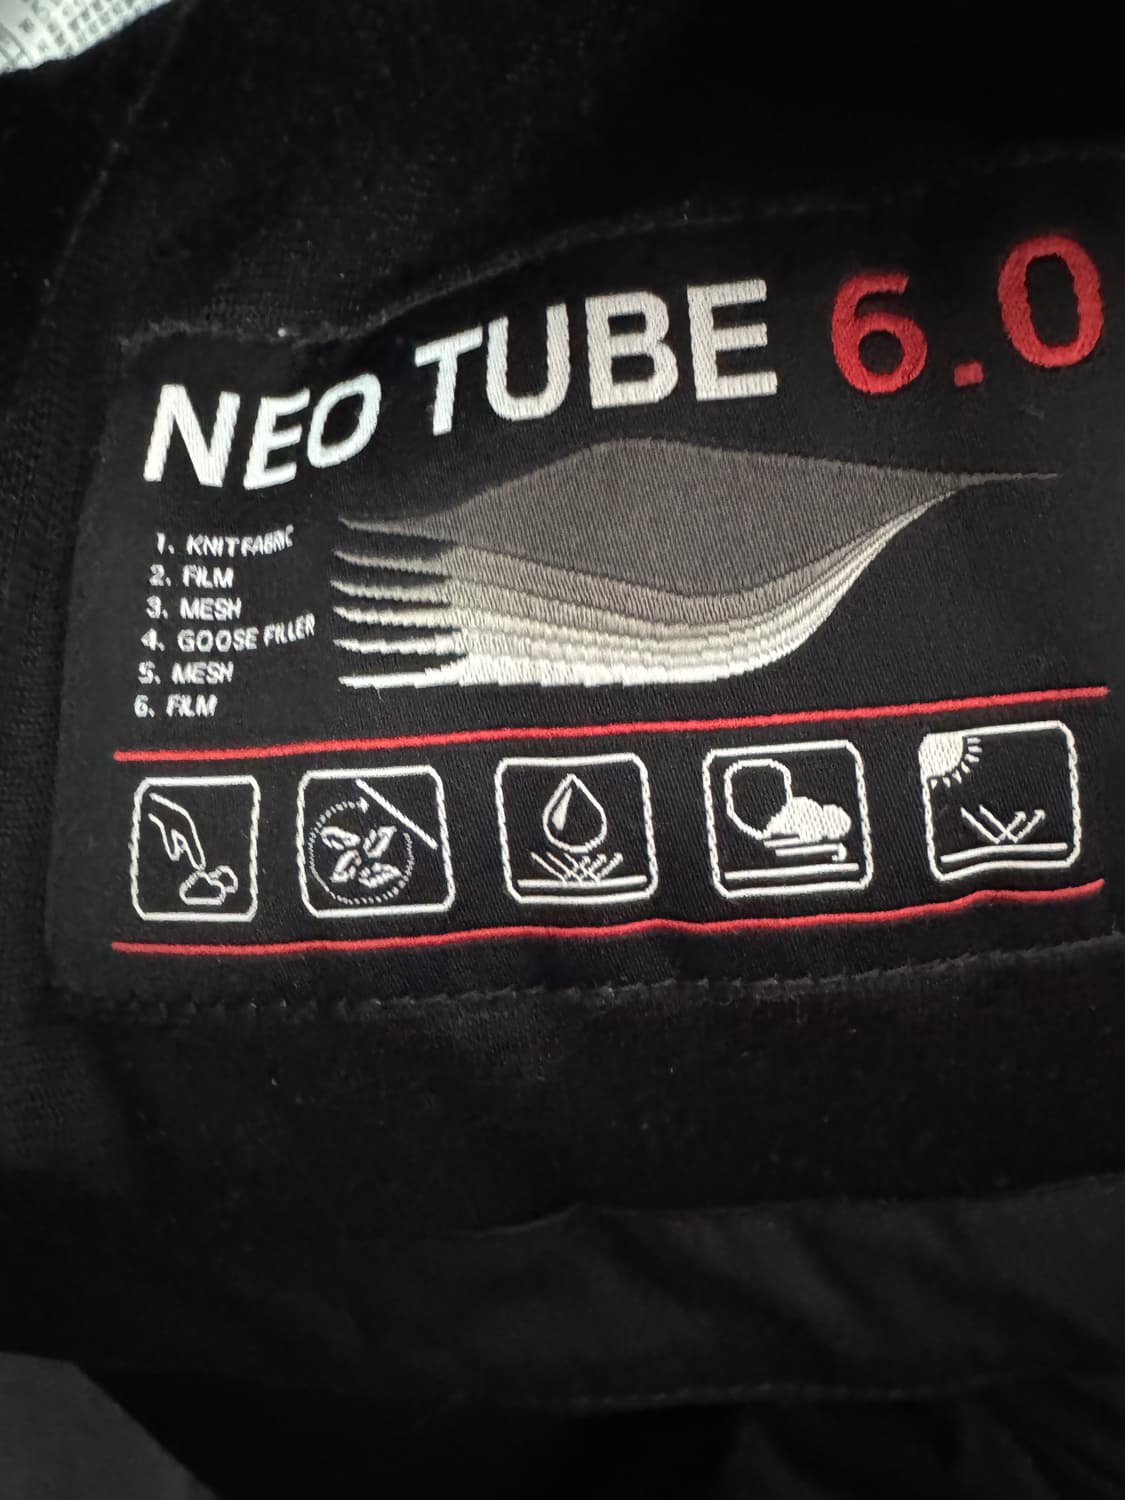 NEO TUBE 6.0
1. KNIT FABRIC
2. FILM
3. MESH
4. GOOSE FILLER
5. MESH
6. FILM